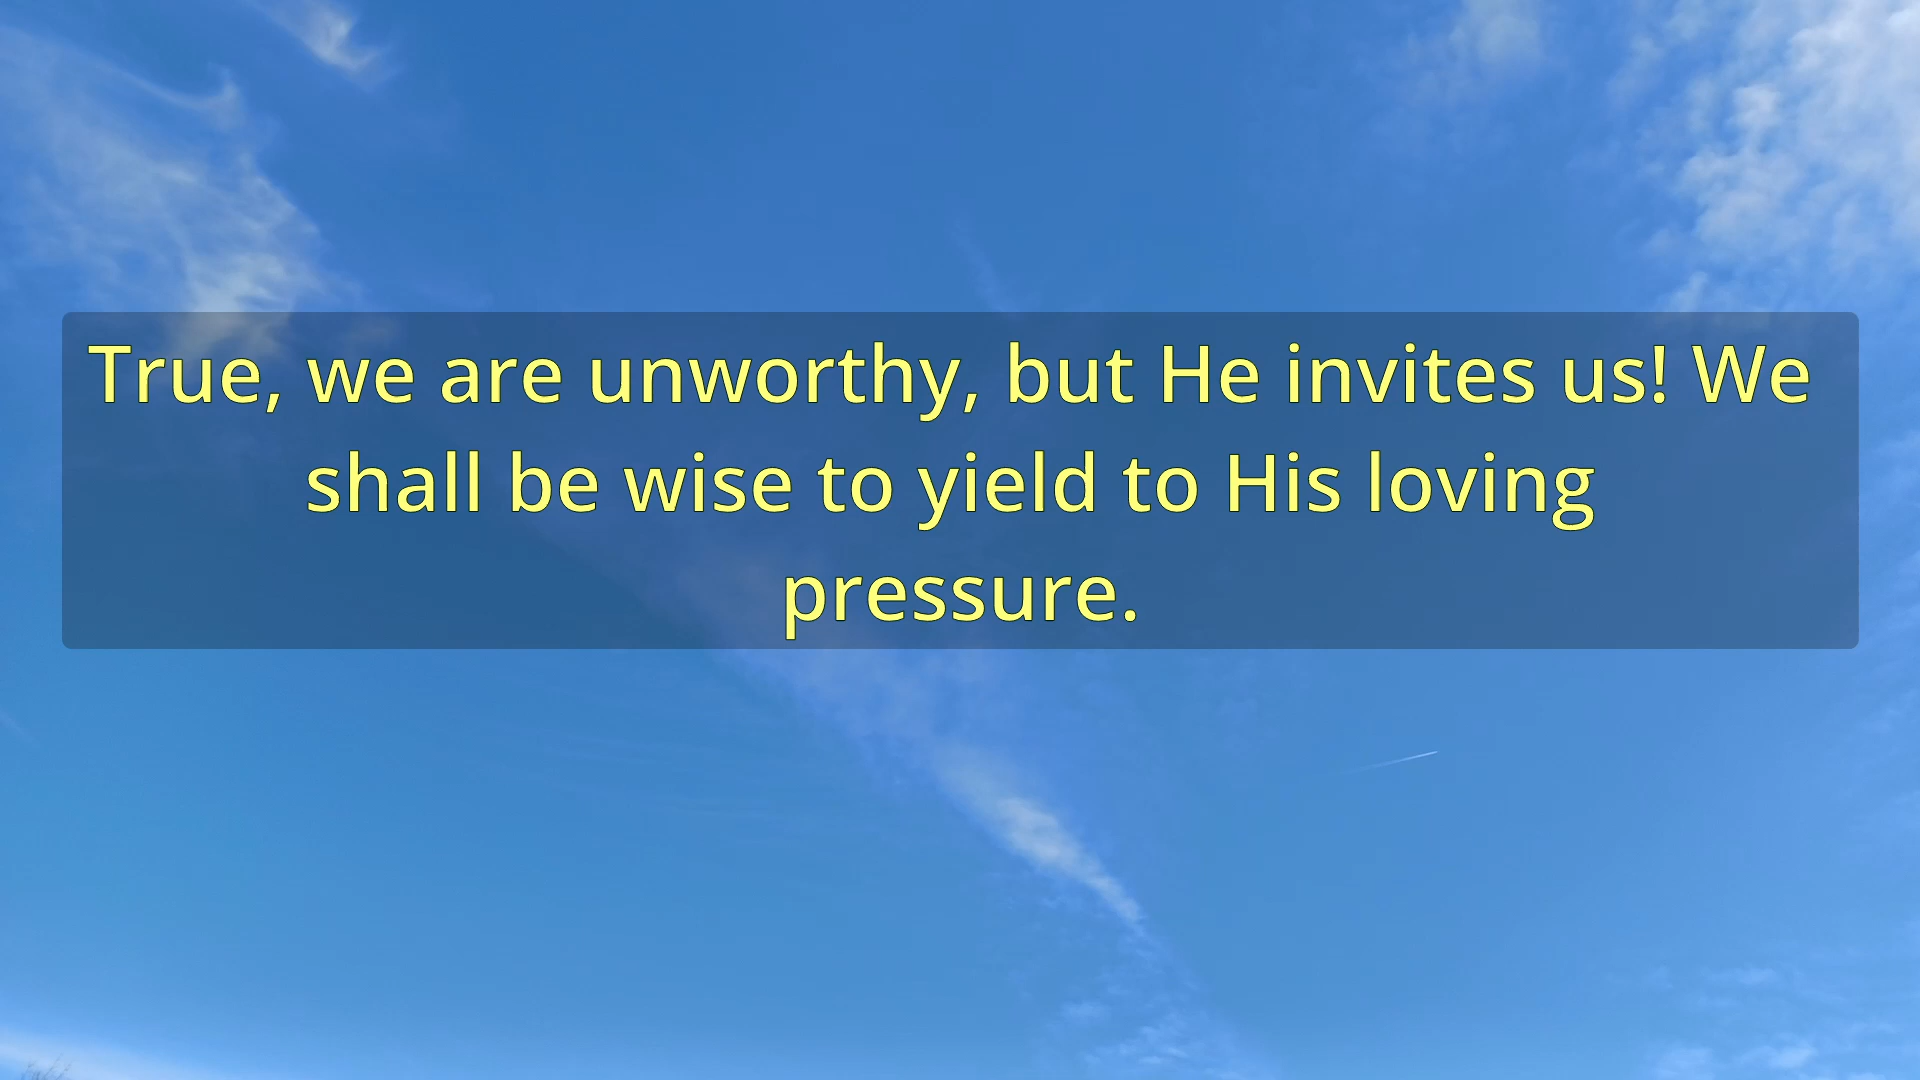 True, we are unworthy, but He invites us! We
shall be wise to yield to His loving
pressure.